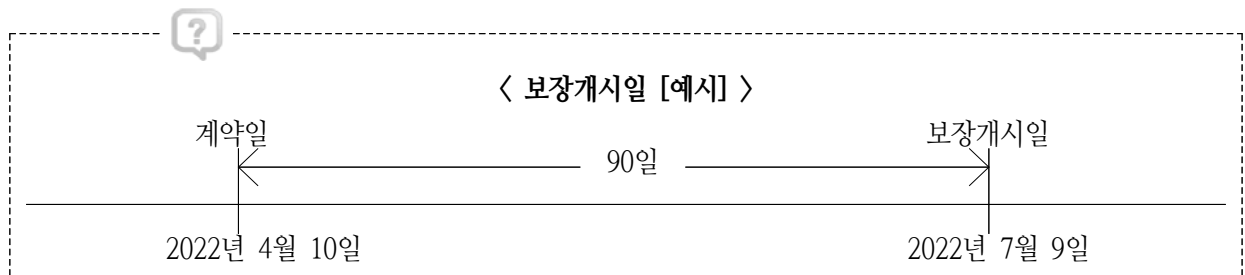 ?
〈 보장개시일 [예시] 〉
계약일 보장개시일
90일
2022년 4월 10일 2022년 7월 9일